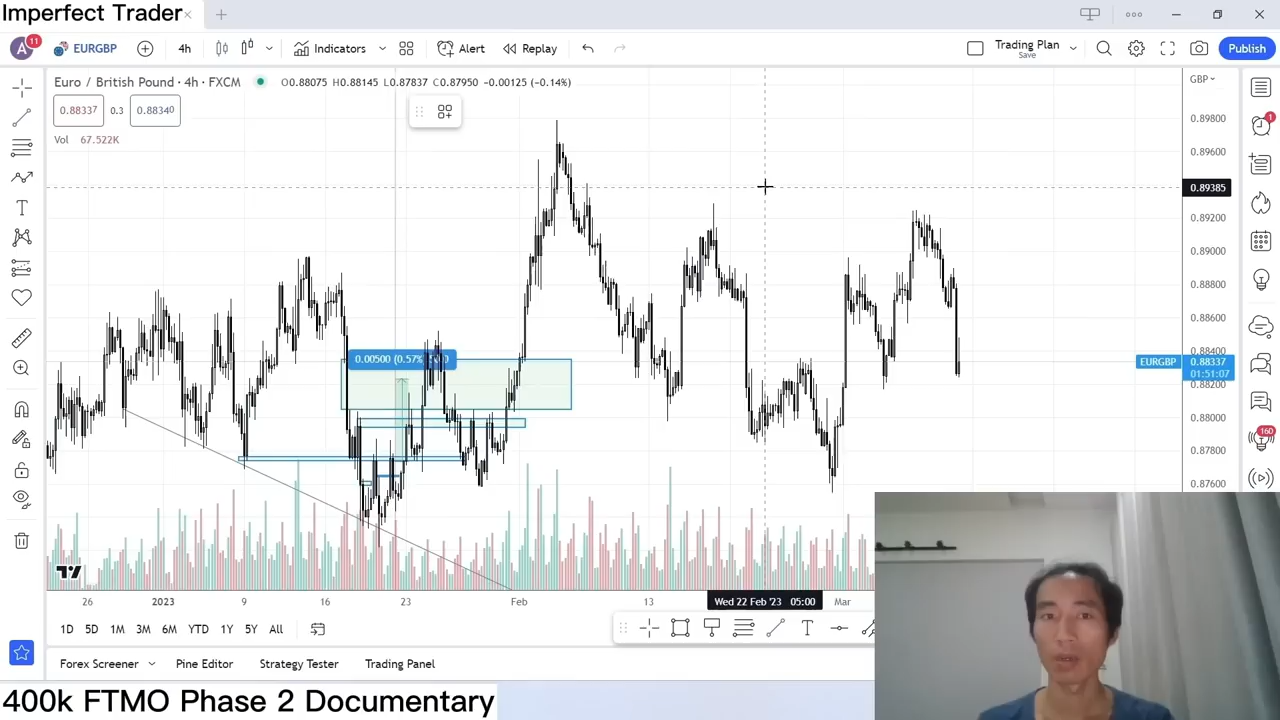 Imperfect Trader
A 11 EURGBP 4h Indicators Alert Replay Trading Plan Save Publish
Euro / British Pound · 4h · FXCM O0.88075 H0.88145 L0.87837 C0.87950 -0.00125 (-0.14%) GBP
0.88337 0.3 0.88340
Vol 67.522K
0.89800
0.89600
0.89385
0.89200
0.89000
0.88800
0.88600
0.88400
EURGBP 0.88337
01:51:07
0.88200
0.88000
0.87800
0.87600
0.00500 (0.57%
1
160
26 2023 9 16 23 Feb 13 Wed 22 Feb '23 05:00 Mar
1D 5D 1M 3M 6M YTD 1Y 5Y All
Forex Screener Pine Editor Strategy Tester Trading Panel
400k FTMO Phase 2 Documentary